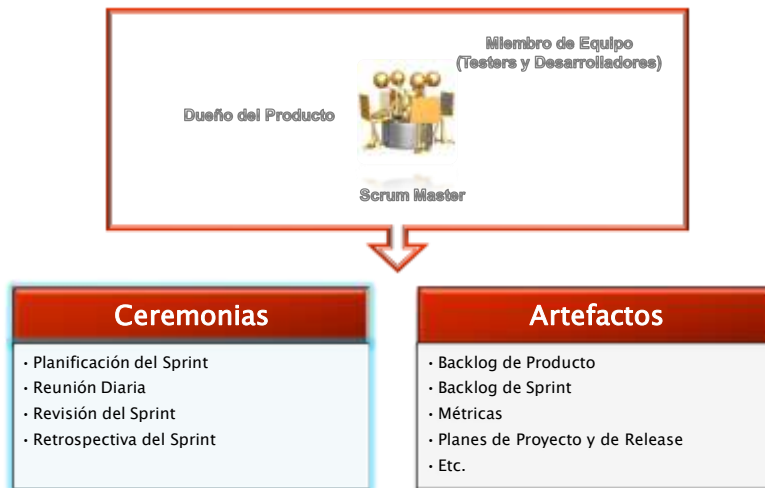 Miembro de Equipo
(Testers y Desarrolladores)
Dueño del Producto
Scrum Master
Ceremonias
· Planificación del Sprint
· Reunión Diaria
· Revisión del Sprint
· Retrospectiva del Sprint
Artefactos
· Backlog de Producto
· Backlog de Sprint
· Métricas
· Planes de Proyecto y de Release
· Etc.